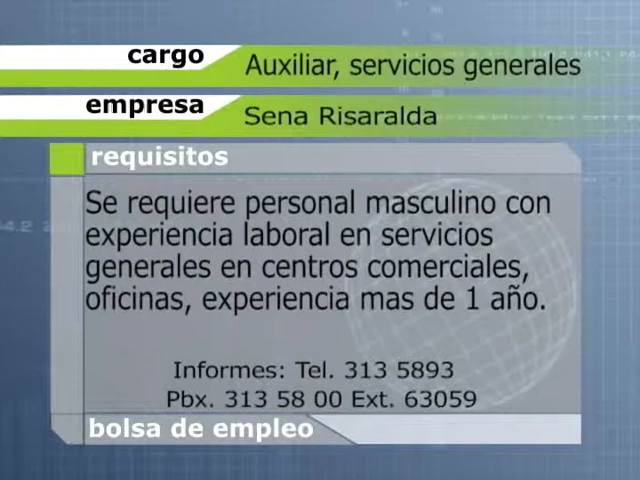 cargo
Auxiliar, servicios generales
empresa
Sena Risaralda
requisitos
Se requiere personal masculino con
experiencia laboral en servicios
generales en centros comerciales,
oficinas, experiencia mas de 1 año.
Informes: Tel. 313 5893
Pbx. 313 58 00 Ext. 63059
bolsa de empleo